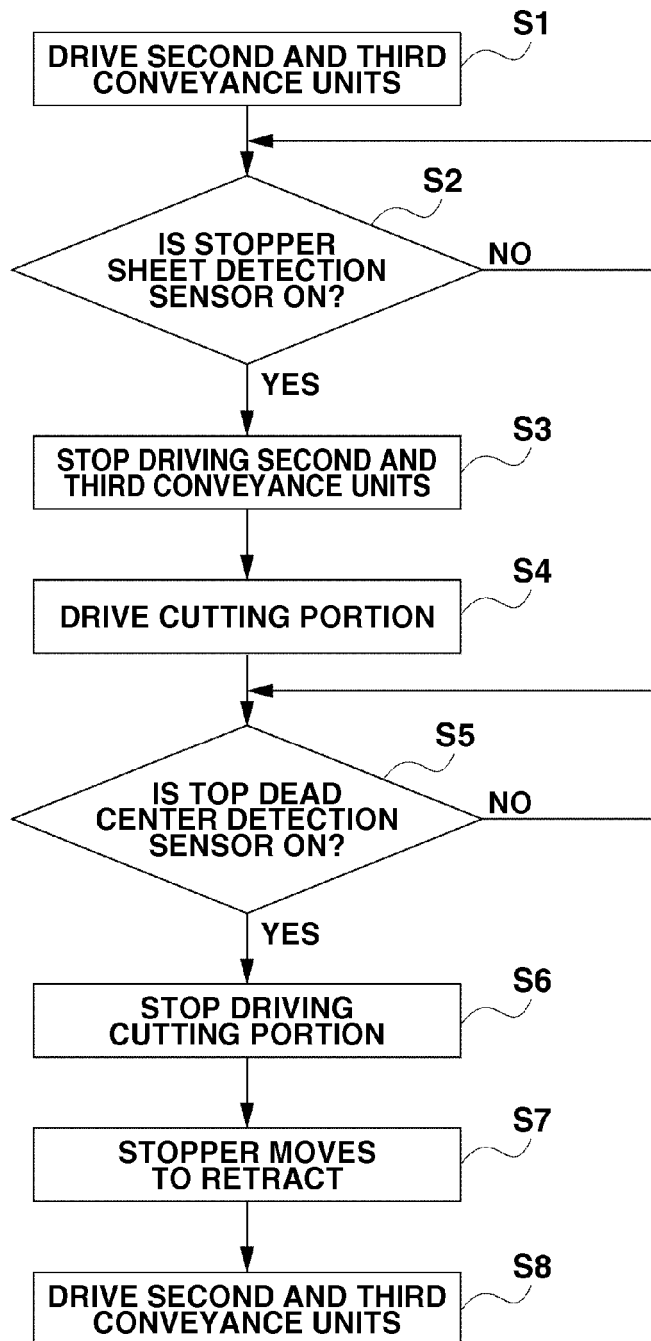 S1
DRIVE SECOND AND THIRD
CONVEYANCE UNITS
S2
IS STOPPER
SHEET DETECTION
SENSOR ON?
NO
YES
S3
STOP DRIVING SECOND AND
THIRD CONVEYANCE UNITS
S4
DRIVE CUTTING PORTION
S5
IS TOP DEAD
CENTER DETECTION
SENSOR ON?
NO
YES
S6
STOP DRIVING
CUTTING PORTION
S7
STOPPER MOVES
TO RETRACT
S8
DRIVE SECOND AND THIRD
CONVEYANCE UNITS